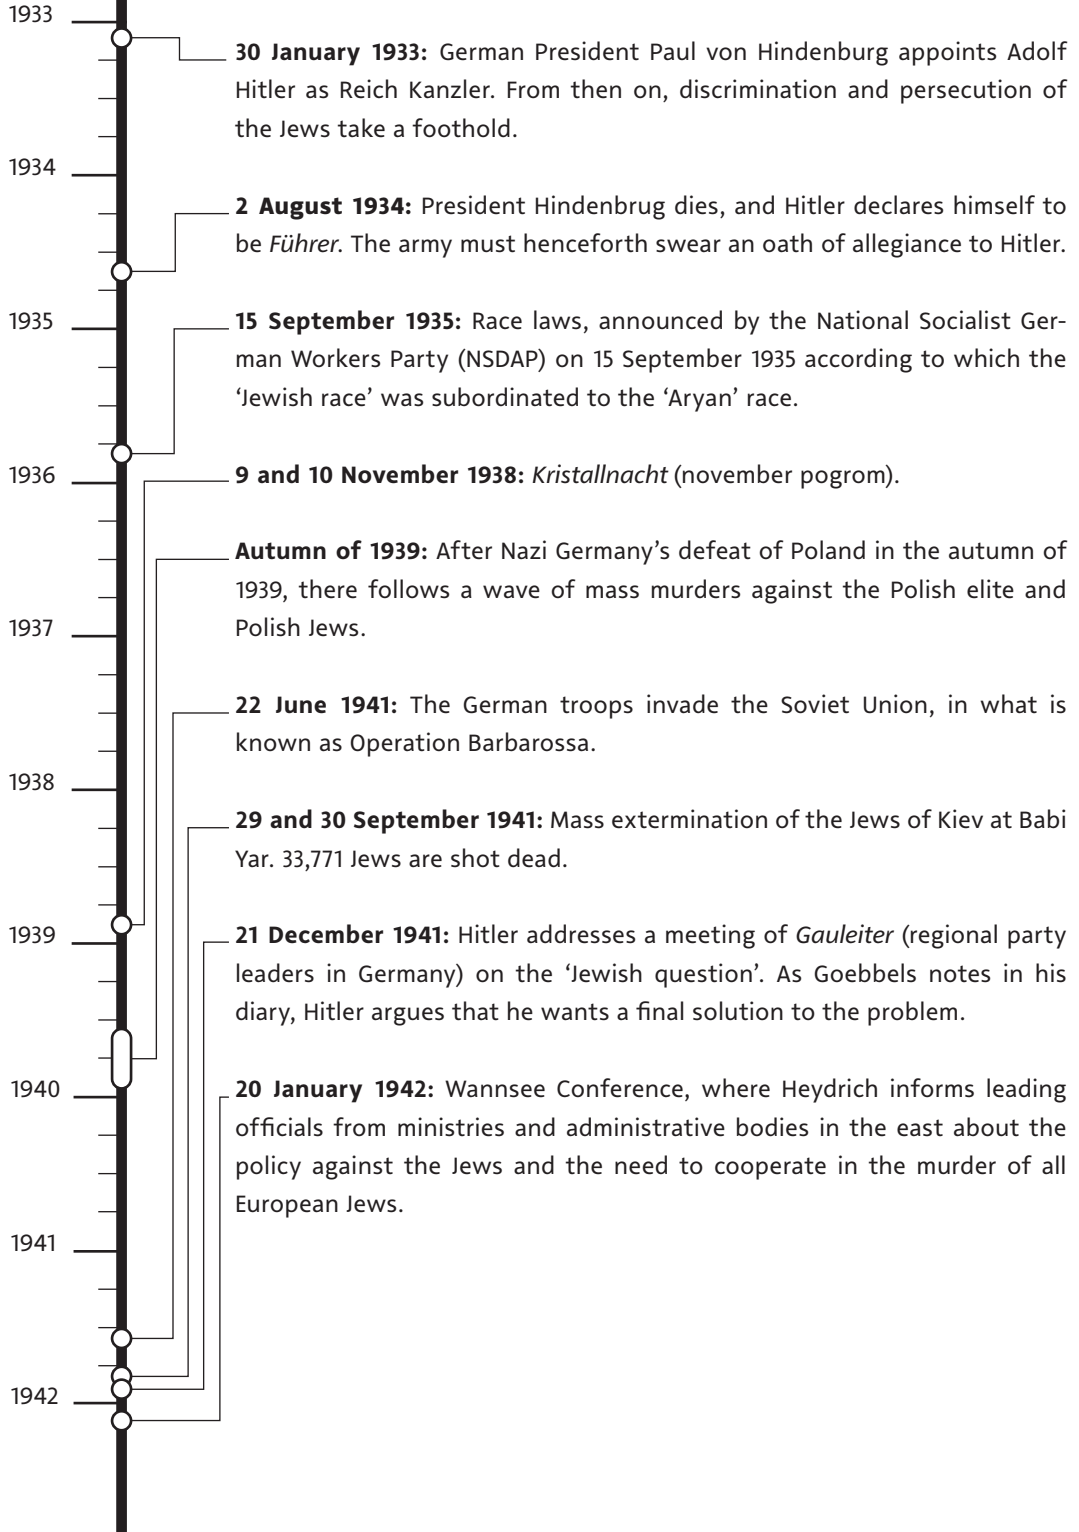 1933
30 January 1933: German President Paul von Hindenburg appoints Adolf
Hitler as Reich Kanzler. From then on, discrimination and persecution of
the Jews take a foothold.
1934
2 August 1934: President Hindenbrug dies, and Hitler declares himself to
be Führer. The army must henceforth swear an oath of allegiance to Hitler.
1935
15 September 1935: Race laws, announced by the National Socialist Ger-
man Workers Party (NSDAP) on 15 September 1935 according to which the
‘Jewish race’ was subordinated to the ‘Aryan’ race.
1936
9 and 10 November 1938: Kristallnacht (november pogrom).
Autumn of 1939: After Nazi Germany’s defeat of Poland in the autumn of
1939, there follows a wave of mass murders against the Polish elite and
Polish Jews.
1937
22 June 1941: The German troops invade the Soviet Union, in what is
known as Operation Barbarossa.
1938
29 and 30 September 1941: Mass extermination of the Jews of Kiev at Babi
Yar. 33,771 Jews are shot dead.
1939
21 December 1941: Hitler addresses a meeting of Gauleiter (regional party
leaders in Germany) on the ‘Jewish question’. As Goebbels notes in his
diary, Hitler argues that he wants a final solution to the problem.
1940
20 January 1942: Wannsee Conference, where Heydrich informs leading
officials from ministries and administrative bodies in the east about the
policy against the Jews and the need to cooperate in the murder of all
European Jews.
1941
1942